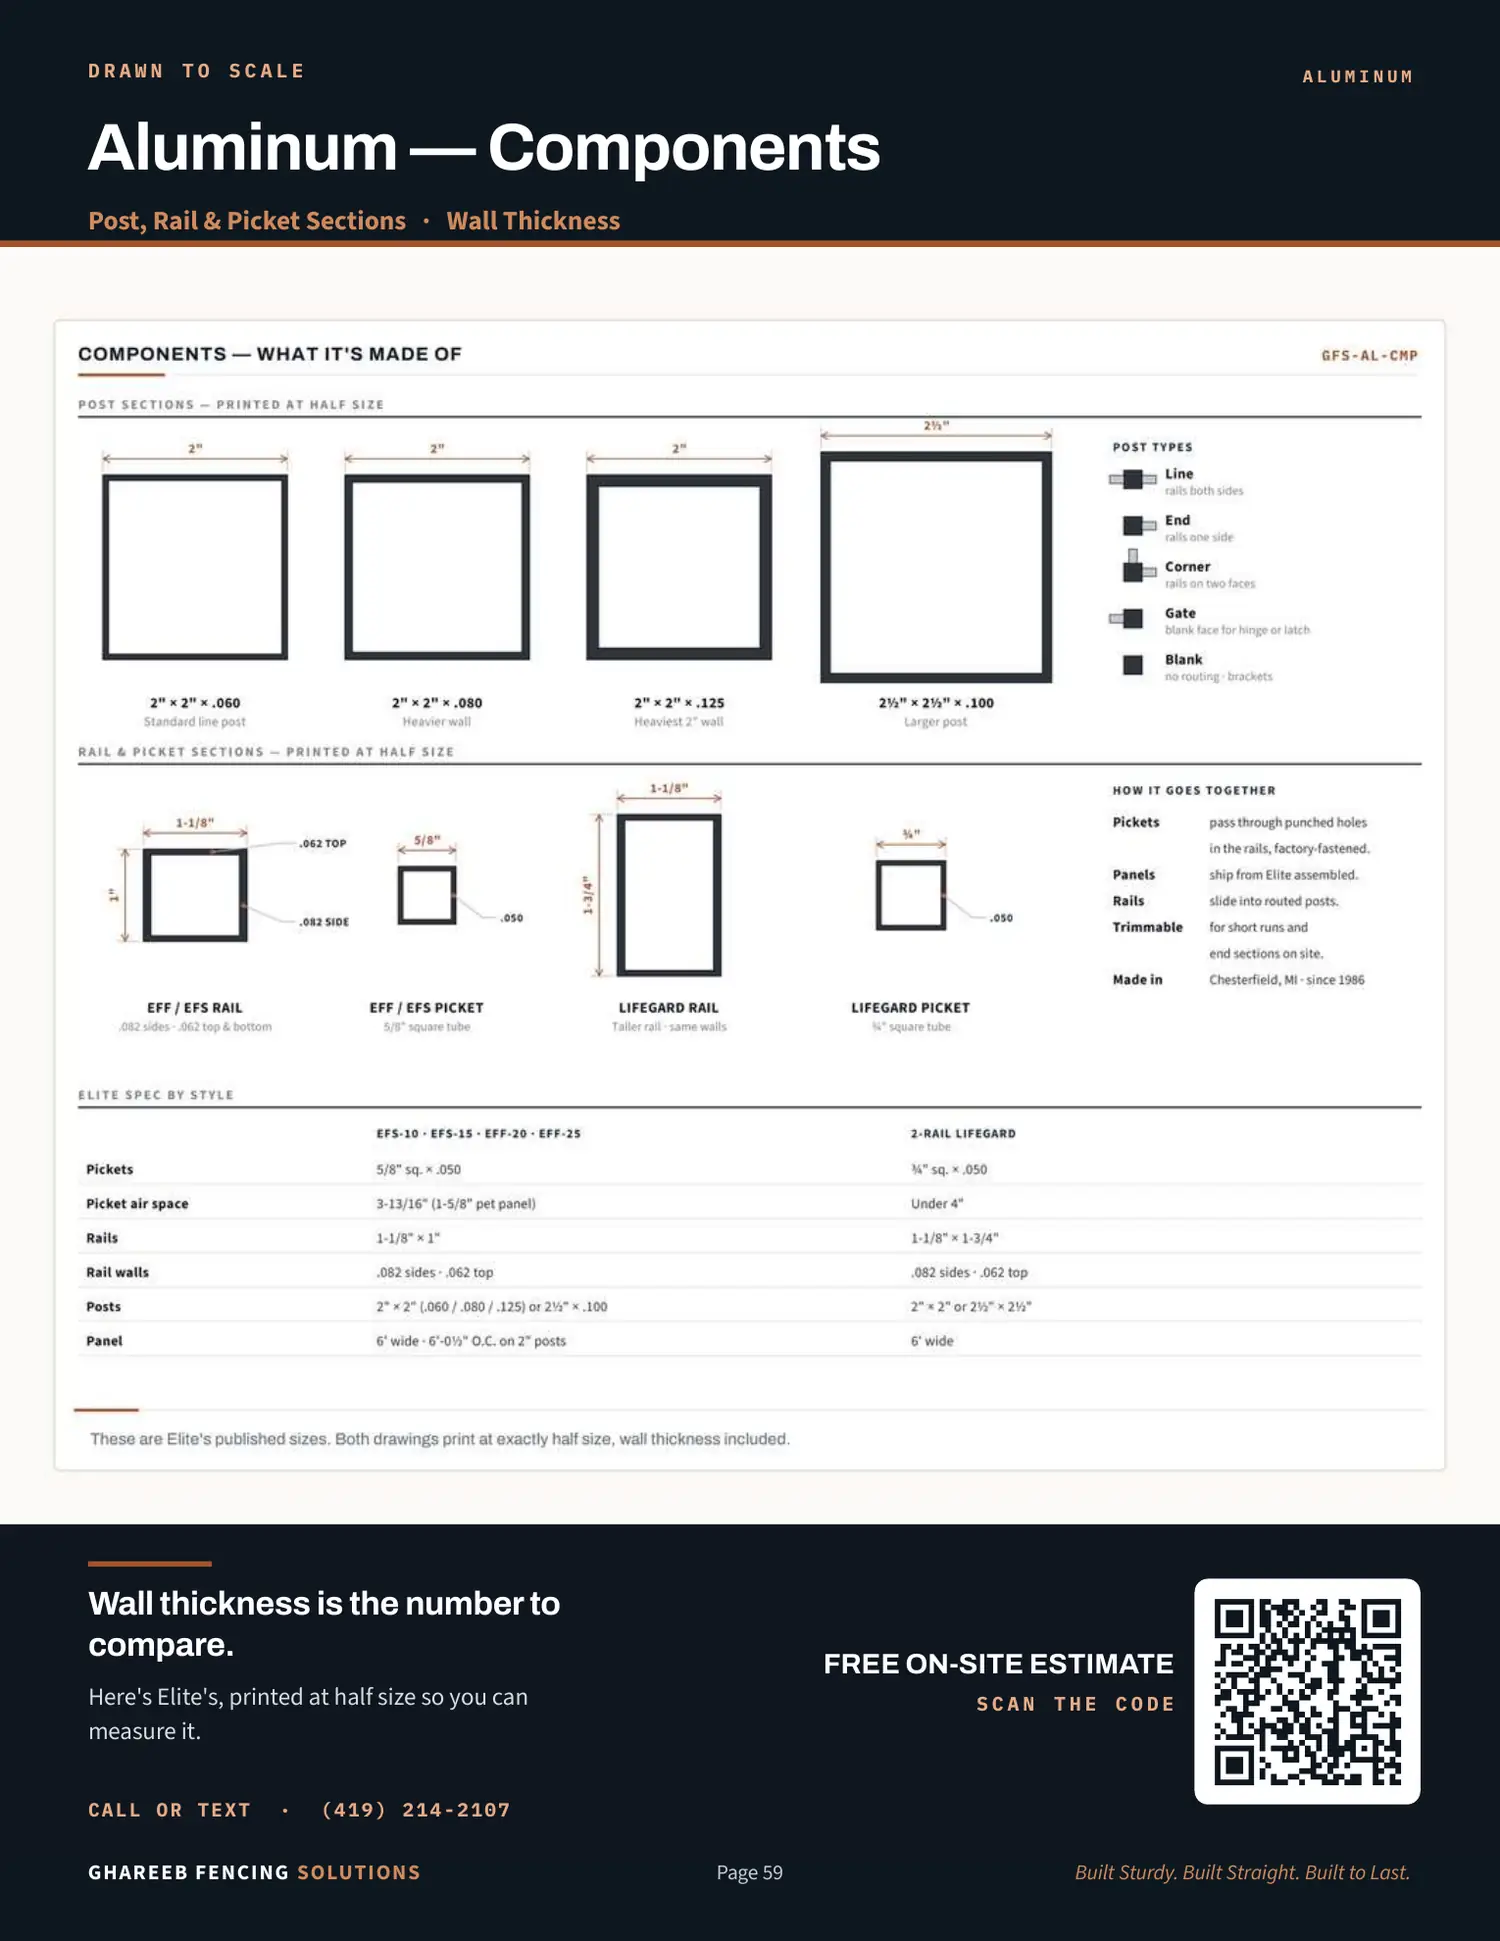 DRAWN TO SCALE
ALUMINUM
Aluminum — Components
Post, Rail & Picket Sections · Wall Thickness
COMPONENTS — WHAT IT'S MADE OF
GFS-AL-CMP
POST SECTIONS — PRINTED AT HALF SIZE
2"
2"
2"
2½"
2" × 2" × .060
Standard line post
2" × 2" × .080
Heavier wall
2" × 2" × .125
Heaviest 2" wall
2½" × 2½" × .100
Larger post
POST TYPES
Line
rails both sides
End
rails one side
Corner
rails on two faces
Gate
blank face for hinge or latch
Blank
no routing · brackets
RAIL & PICKET SECTIONS — PRINTED AT HALF SIZE
1-1/8"
1"
.062 TOP
.082 SIDE
EFF / EFS RAIL
.082 sides · .062 top & bottom
5/8"
.050
EFF / EFS PICKET
5/8" square tube
1-1/8"
1-3/4"
LIFEGARD RAIL
Taller rail · same walls
¾"
.050
LIFEGARD PICKET
¾" square tube
HOW IT GOES TOGETHER
Pickets pass through punched holes
in the rails, factory-fastened.
Panels ship from Elite assembled.
Rails slide into routed posts.
Trimmable for short runs and
end sections on site.
Made in Chesterfield, MI · since 1986
ELITE SPEC BY STYLE
EFS-10 · EFS-15 · EFF-20 · EFF-25 2-RAIL LIFEGARD
Pickets 5/8" sq. × .050 ¾" sq. × .050
Picket air space 3-13/16" (1-5/8" pet panel) Under 4"
Rails 1-1/8" × 1" 1-1/8" × 1-3/4"
Rail walls .082 sides · .062 top .082 sides · .062 top
Posts 2" × 2" (.060 / .080 / .125) or 2½" × .100 2" × 2" or 2½" × 2½"
Panel 6' wide · 6'-0½" O.C. on 2" posts 6' wide
These are Elite's published sizes. Both drawings print at exactly half size, wall thickness included.
Wall thickness is the number to
compare.
Here's Elite's, printed at half size so you can
measure it.
FREE ON-SITE ESTIMATE
SCAN THE CODE
CALL OR TEXT · (419) 214-2107
GHAREEB FENCING SOLUTIONS
Page 59
Built Sturdy. Built Straight. Built to Last.